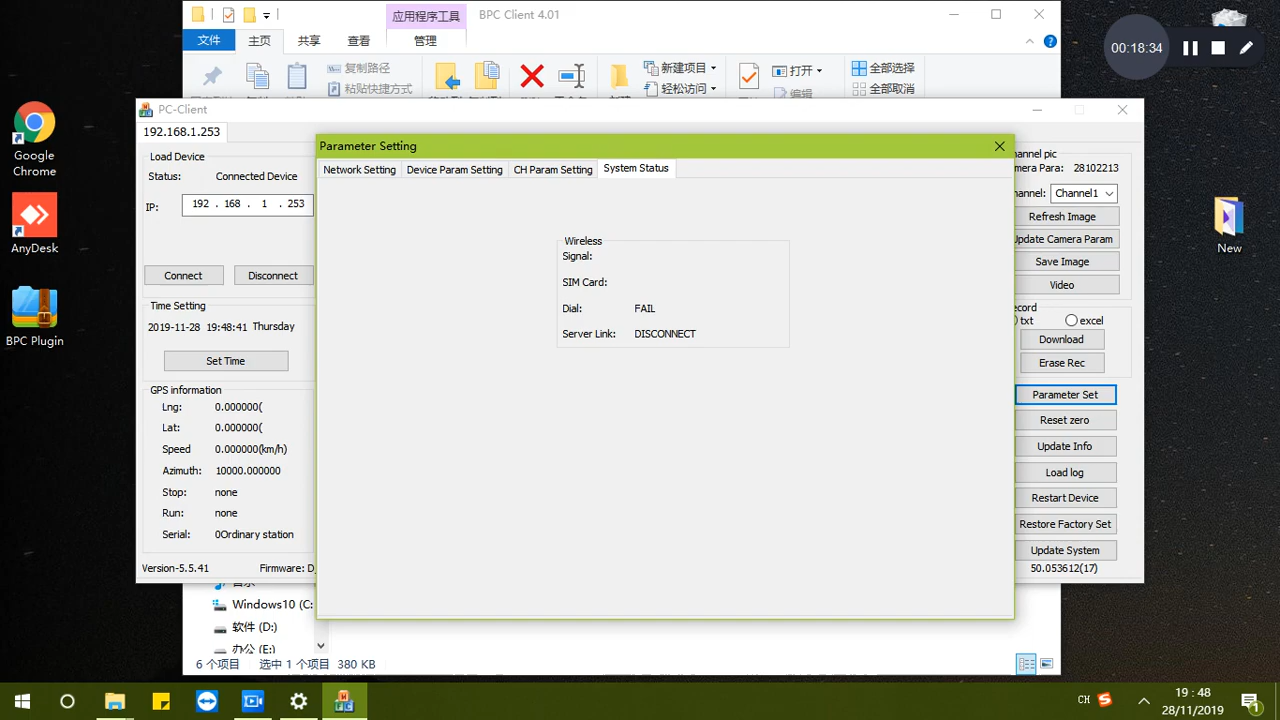 应用程序工具
BPC Client 4.01
文件
主页
共享
查看
管理
复制路径
粘贴快捷方式
新建项目
轻松访问
打开
编辑
全部选择
全部取消
00:18:34
Google Chrome
AnyDesk
BPC Plugin
New
PC-Client
192.168.1.253
Load Device
Status: Connected Device
IP: 192 . 168 . 1 . 253
Connect
Disconnect
Time Setting
2019-11-28 19:48:41 Thursday
Set Time
GPS information
Lng: 0.000000(
Lat: 0.000000(
Speed 0.000000(km/h)
Azimuth: 10000.000000
Stop: none
Run: none
Serial: 0Ordinary station
Version-5.5.41
Firmware: D_
Parameter Setting
Network Setting
Device Param Setting
CH Param Setting
System Status
Wireless
Signal:
SIM Card:
Dial: FAIL
Server Link: DISCONNECT
hannel pic
mera Para: 28102213
hannel: Channel1
Refresh Image
Update Camera Param
Save Image
Video
ecord
txt
excel
Download
Erase Rec
Parameter Set
Reset zero
Update Info
Load log
Restart Device
Restore Factory Set
Update System
50.053612(17)
Windows10 (C:
软件 (D:)
办公 (E:)
6 个项目
选中 1 个项目 380 KB
CH
19 : 48
28/11/2019
1